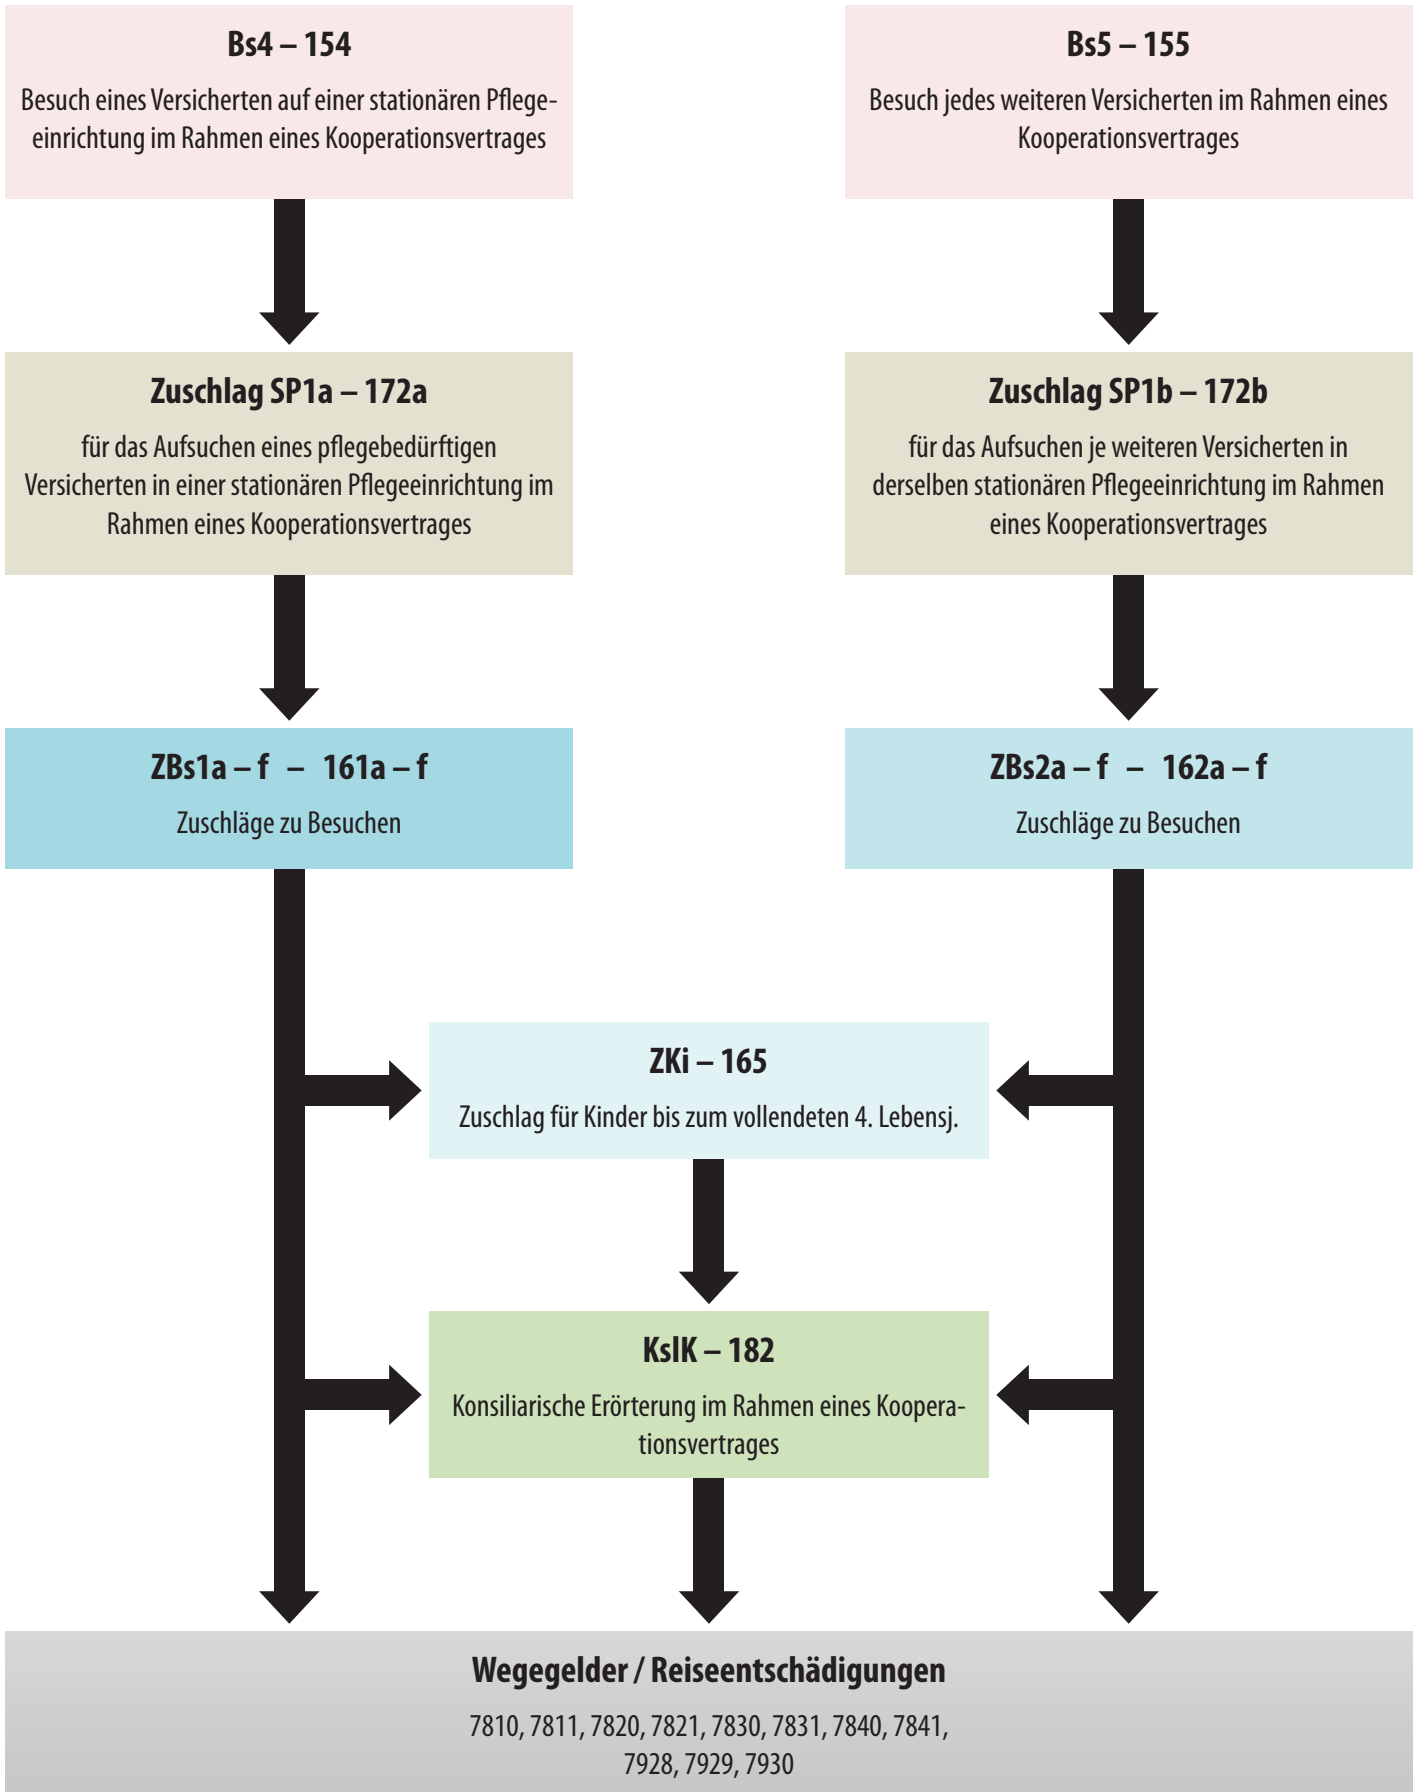 Bs4 – 154
Besuch eines Versicherten auf einer stationären Pflege-
einrichtung im Rahmen eines Kooperationsvertrages
Bs5 – 155
Besuch jedes weiteren Versicherten im Rahmen eines
Kooperationsvertrages
Zuschlag SP1a – 172a
für das Aufsuchen eines pflegebedürftigen
Versicherten in einer stationären Pflegeeinrichtung im
Rahmen eines Kooperationsvertrages
Zuschlag SP1b – 172b
für das Aufsuchen je weiteren Versicherten in
derselben stationären Pflegeeinrichtung im Rahmen
eines Kooperationsvertrages
ZBs1a – f – 161a – f
Zuschläge zu Besuchen
ZBs2a – f – 162a – f
Zuschläge zu Besuchen
ZKi – 165
Zuschlag für Kinder bis zum vollendeten 4. Lebensj.
KslK – 182
Konsiliarische Erörterung im Rahmen eines Koopera-
tionsvertrages
Wegegelder / Reiseentschädigungen
7810, 7811, 7820, 7821, 7830, 7831, 7840, 7841,
7928, 7929, 7930